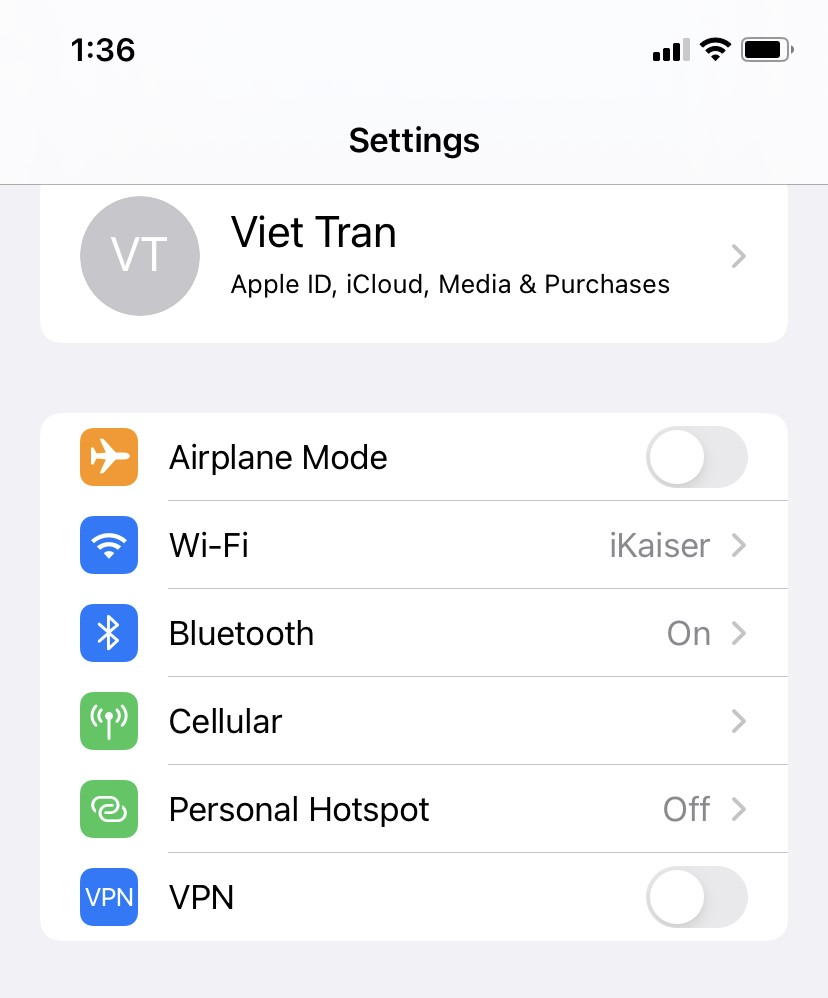 1:36
Settings
VT
Viet Tran
Apple ID, iCloud, Media & Purchases
Airplane Mode
Wi-Fi iKaiser
Bluetooth On
Cellular
Personal Hotspot Off
VPN VPN